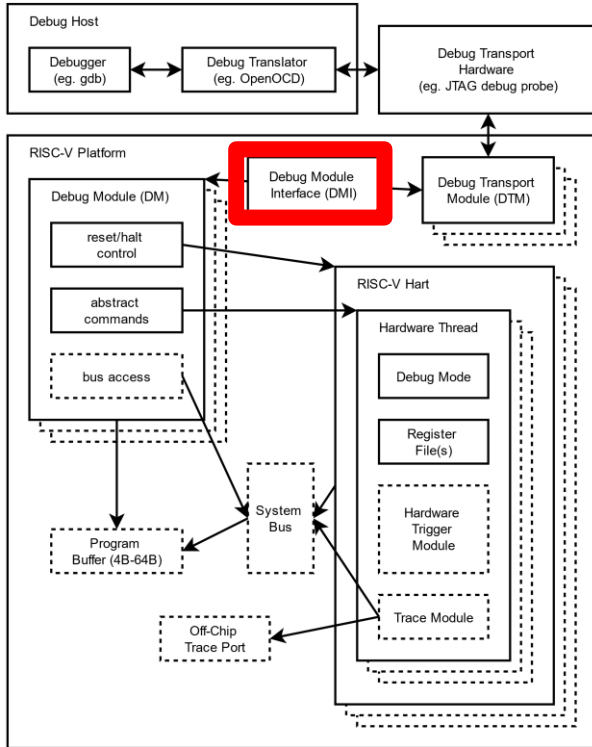 Debug Host
Debugger
(eg. gdb)
Debug Translator
(eg. OpenOCD)
Debug Transport
Hardware
(eg. JTAG debug probe)
RISC-V Platform
Debug Module
Interface (DMI)
Debug Transport
Module (DTM)
Debug Module (DM)
reset/halt
control
abstract
commands
bus access
RISC-V Hart
Hardware Thread
Debug Mode
Register
File(s)
Hardware
Trigger
Module
Trace Module
System
Bus
Program
Buffer (4B-64B)
Off-Chip
Trace Port